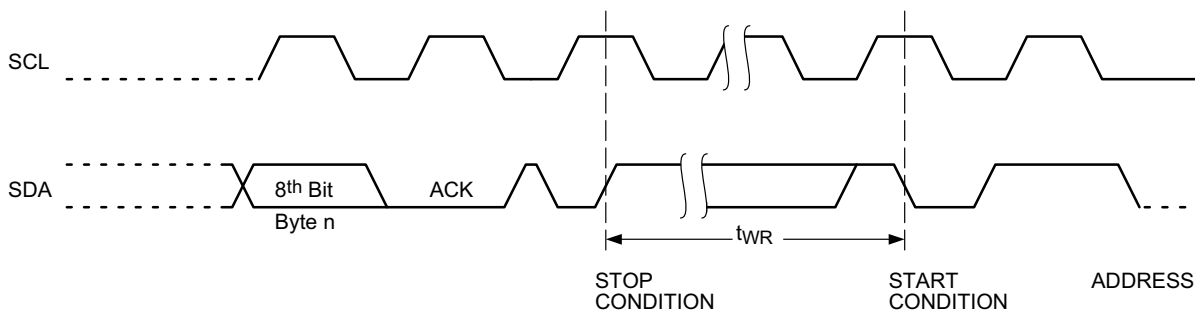 SCL
SDA
8th Bit
ACK
Byte n
tWR
STOP
CONDITION
START
CONDITION
ADDRESS